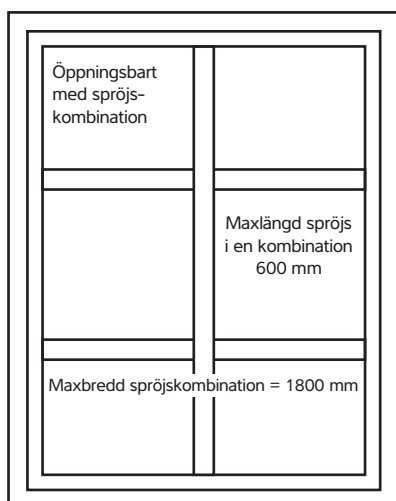 Öppningsbart
med spröjs-
kombination
Maxlängd spröjs
i en kombination
600 mm
Maxbredd spröjskombination = 1800 mm